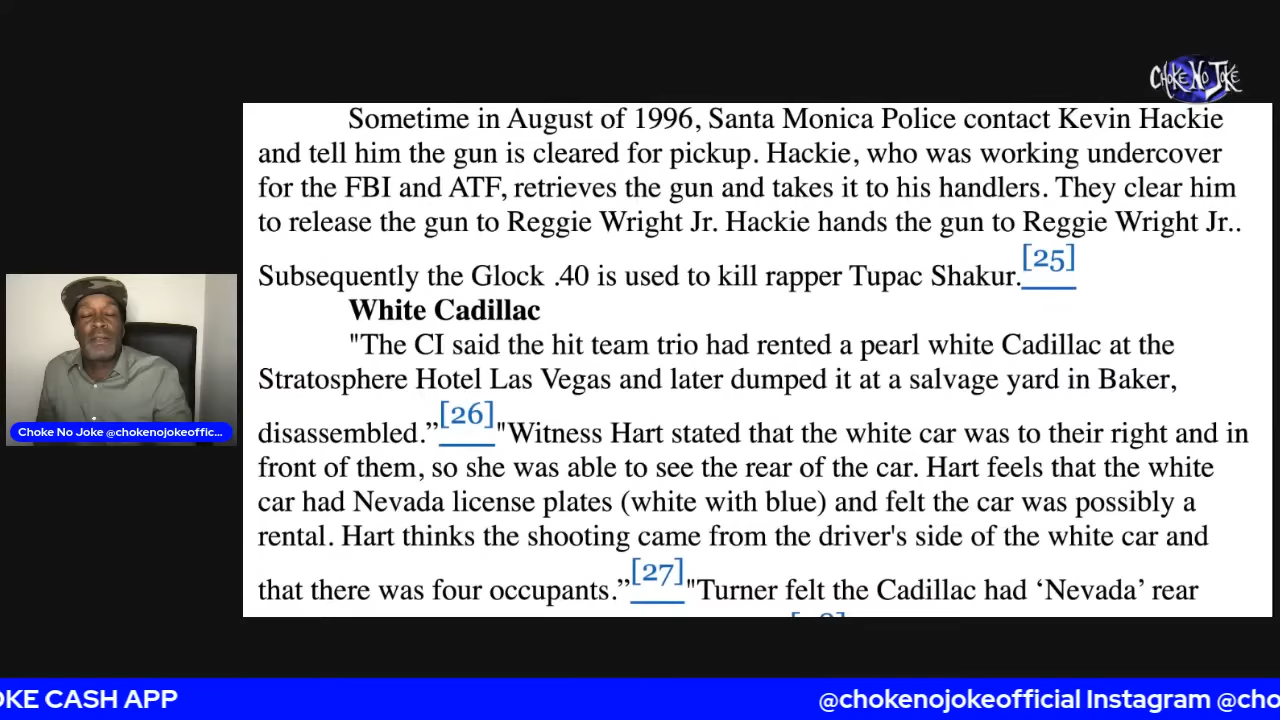 CHOKE NO JOKE
Sometime in August of 1996, Santa Monica Police contact Kevin Hackie
and tell him the gun is cleared for pickup. Hackie, who was working undercover
for the FBI and ATF, retrieves the gun and takes it to his handlers. They clear him
to release the gun to Reggie Wright Jr. Hackie hands the gun to Reggie Wright Jr..
Subsequently the Glock .40 is used to kill rapper Tupac Shakur.[25]
White Cadillac
"The CI said the hit team trio had rented a pearl white Cadillac at the
Stratosphere Hotel Las Vegas and later dumped it at a salvage yard in Baker,
disassembled.”[26]"Witness Hart stated that the white car was to their right and in
front of them, so she was able to see the rear of the car. Hart feels that the white
car had Nevada license plates (white with blue) and felt the car was possibly a
rental. Hart thinks the shooting came from the driver's side of the white car and
that there was four occupants.”[27]"Turner felt the Cadillac had ‘Nevada’ rear
Choke No Joke @chokenojokeoffic...
OKE CASH APP
@chokenojokeofficial Instagram @cho